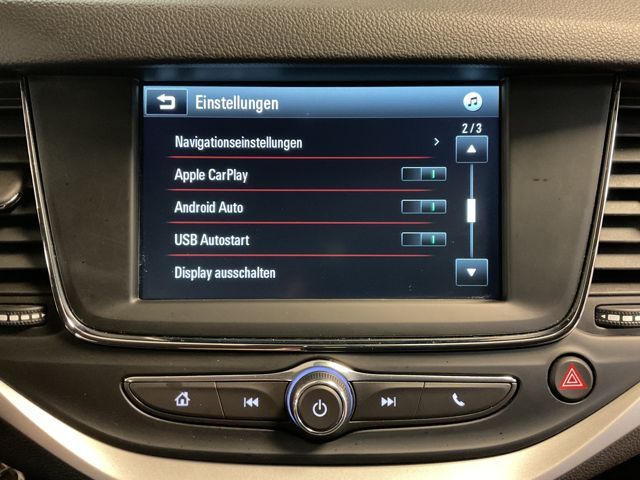 Einstellungen
2/3
Navigationseinstellungen
Apple CarPlay
Android Auto
USB Autostart
Display ausschalten